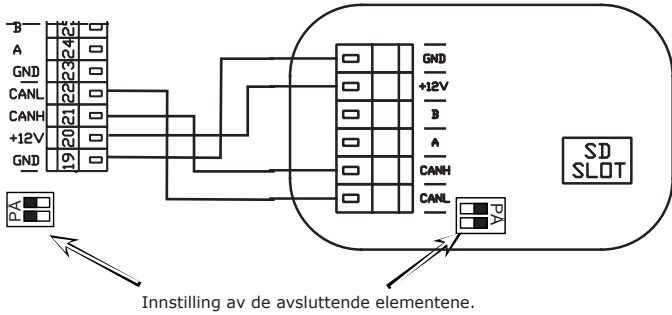 B 25
A 24
GND 23
CANL 22
CANH 21
+12V 20
GND 19
PA
GND
+12V
B
A
CANH
CANL
SD
SLOT
PA
Innstilling av de avsluttende elementene.